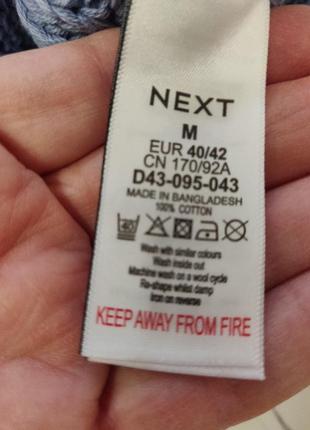 NEXT
M
EUR 40/42
CN 170/92A
D43-095-043
MADE IN BANGLADESH
100% COTTON
40
Wash with similar colours
Wash inside out
Machine wash on a wool cycle
Re-shape whilst damp
Iron on reverse
KEEP AWAY FROM FIRE